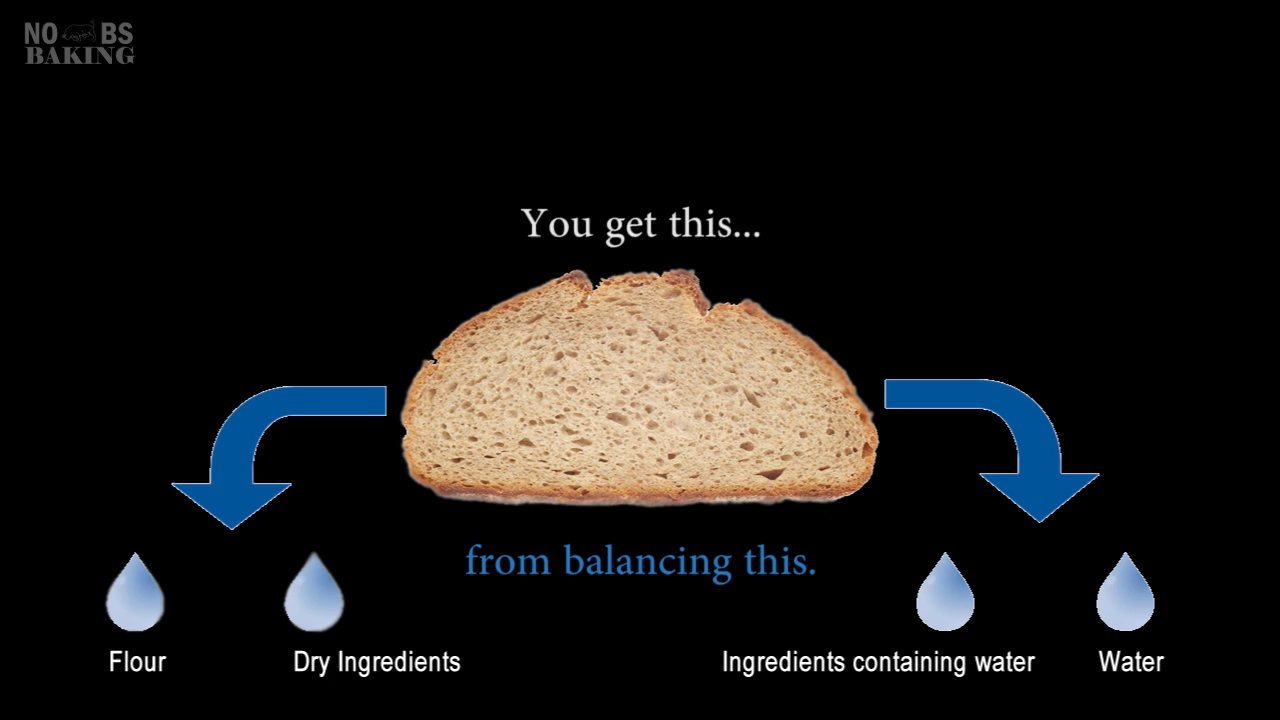 NO BS
BAKING
You get this...
from balancing this.
Flour
Dry Ingredients
Ingredients containing water
Water